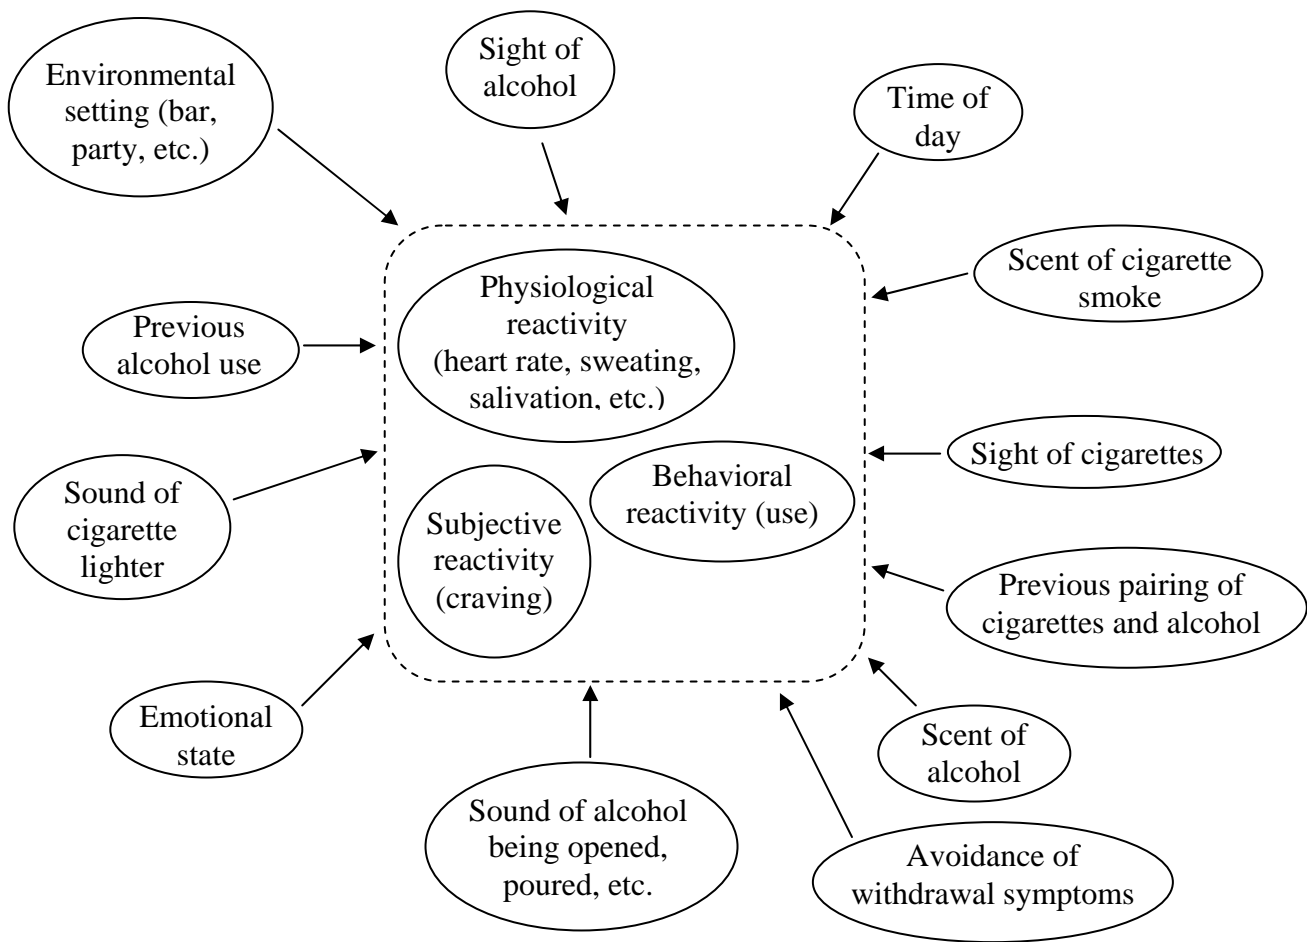 Environmental
setting (bar,
party, etc.)
Sight of
alcohol
Time of
day
Scent of cigarette
smoke
Physiological
reactivity
(heart rate, sweating,
salivation, etc.)
Previous
alcohol use
Sight of cigarettes
Behavioral
reactivity (use)
Sound of
cigarette
lighter
Subjective
reactivity
(craving)
Previous pairing of
cigarettes and alcohol
Emotional
state
Scent of
alcohol
Sound of alcohol
being opened,
poured, etc.
Avoidance of
withdrawal symptoms